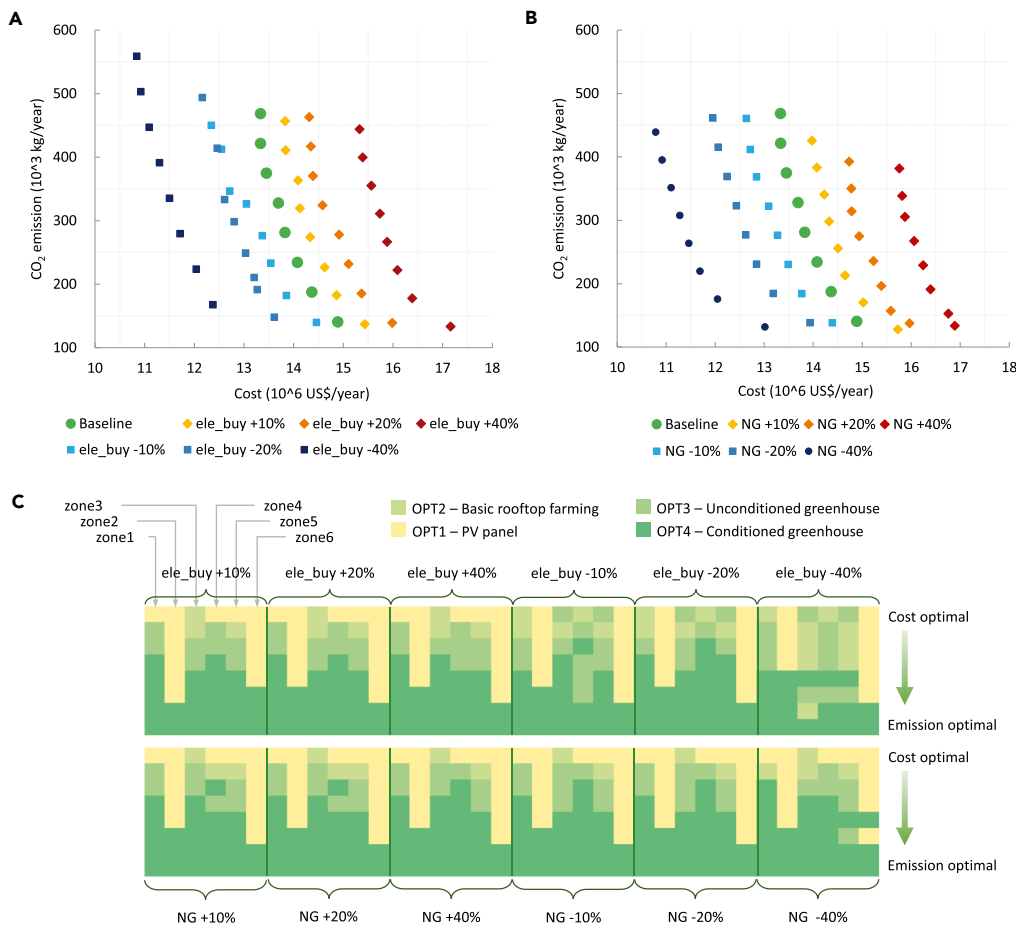 A
600
500
400
300
200
100
10 11 12 13 14 15 16 17 18
CO2 emission (10^3 kg/year)
Cost (10^6 US$/year)
Baseline ele_buy +10% ele_buy +20% ele_buy +40%
ele_buy -10% ele_buy -20% ele_buy -40%
B
600
500
400
300
200
100
10 11 12 13 14 15 16 17 18
CO2 emission (10^3 kg/year)
Cost (10^6 US$/year)
Baseline NG +10% NG +20% NG +40%
NG -10% NG -20% NG -40%
C
zone3
zone2
zone1
zone4
zone5
zone6
OPT2 – Basic rooftop farming
OPT1 – PV panel
OPT3 – Unconditioned greenhouse
OPT4 – Conditioned greenhouse
ele_buy +10% ele_buy +20% ele_buy +40% ele_buy -10% ele_buy -20% ele_buy -40%
Cost optimal
Emission optimal
Cost optimal
Emission optimal
NG +10% NG +20% NG +40% NG -10% NG -20% NG -40%